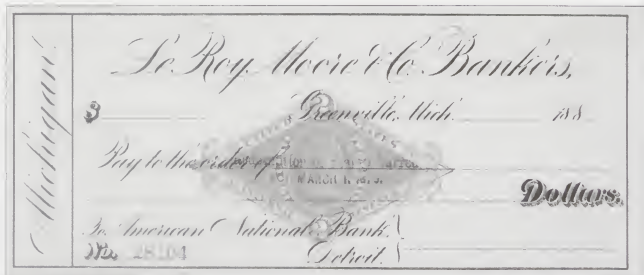 Michigan.
Le Roy Moore & Co. Bankers,
$ Greenville, Mich. 188
Pay to the order of
MARCH 1, 1879.
Dollars.
To American National Bank,
No. 28104 Detroit.